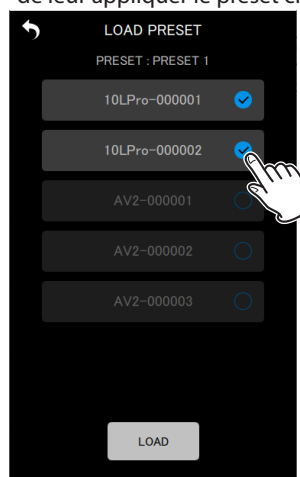 de leur appliquer le preset
LOAD PRESET
PRESET : PRESET 1
10LPro-000001
10LPro-000002
AV2-000001
AV2-000002
AV2-000003
LOAD